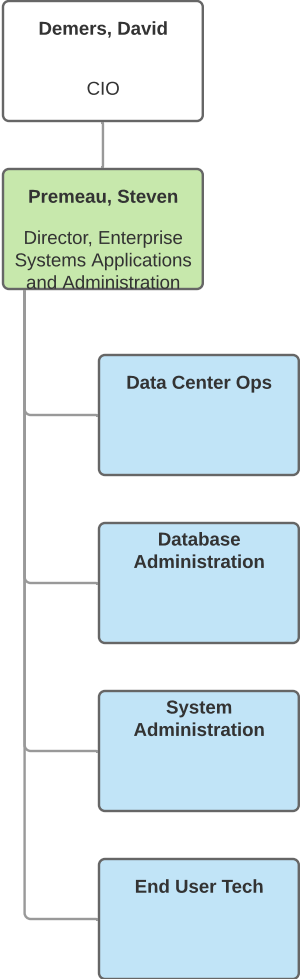 Demers, David
CIO
Premeau, Steven
Director, Enterprise
Systems Applications
and Administration
Data Center Ops
Database
Administration
System
Administration
End User Tech